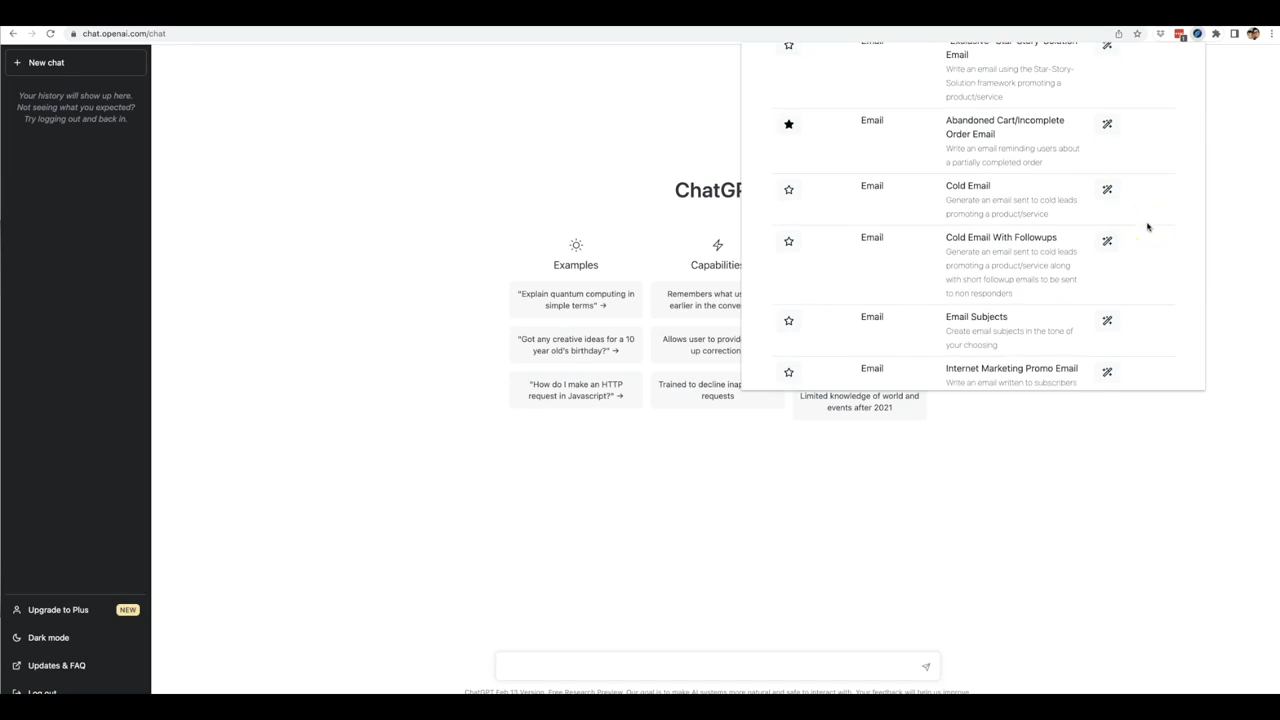 chat.openai.com/chat
New chat
Your history will show up here.
Not seeing what you expected?
Try logging out and back in.
Upgrade to Plus
NEW
Dark mode
Updates & FAQ
Log out
Examples
"Explain quantum computing in
simple terms" →
"Got any creative ideas for a 10
year old's birthday?" →
"How do I make an HTTP
request in Javascript?" →
Capabilities
Remembers what
earlier in the
Allows user to
up
Trained to decline
requests
Limited knowledge of world and
events after 2021
"Exclusive" Star-Story-Solution
Email
Write an email using the Star-Story-
Solution framework promoting a
product/service
Email
Email
Abandoned Cart/Incomplete
Order Email
Write an email reminding users about
a partially completed order
Email
Cold Email
Generate an email sent to cold leads
promoting a product/service
Email
Cold Email With Followups
Generate an email sent to cold leads
promoting a product/service along
with short followup emails to be sent
to non responders
Email
Email Subjects
Create email subjects in the tone of
your choosing
Email
Internet Marketing Promo Email
Write an email written to subscribers
ChatGPT Feb 13 Version. Free Research Preview. Our goal is to make AI systems more natural and safe to interact with. Your feedback will help us improve.